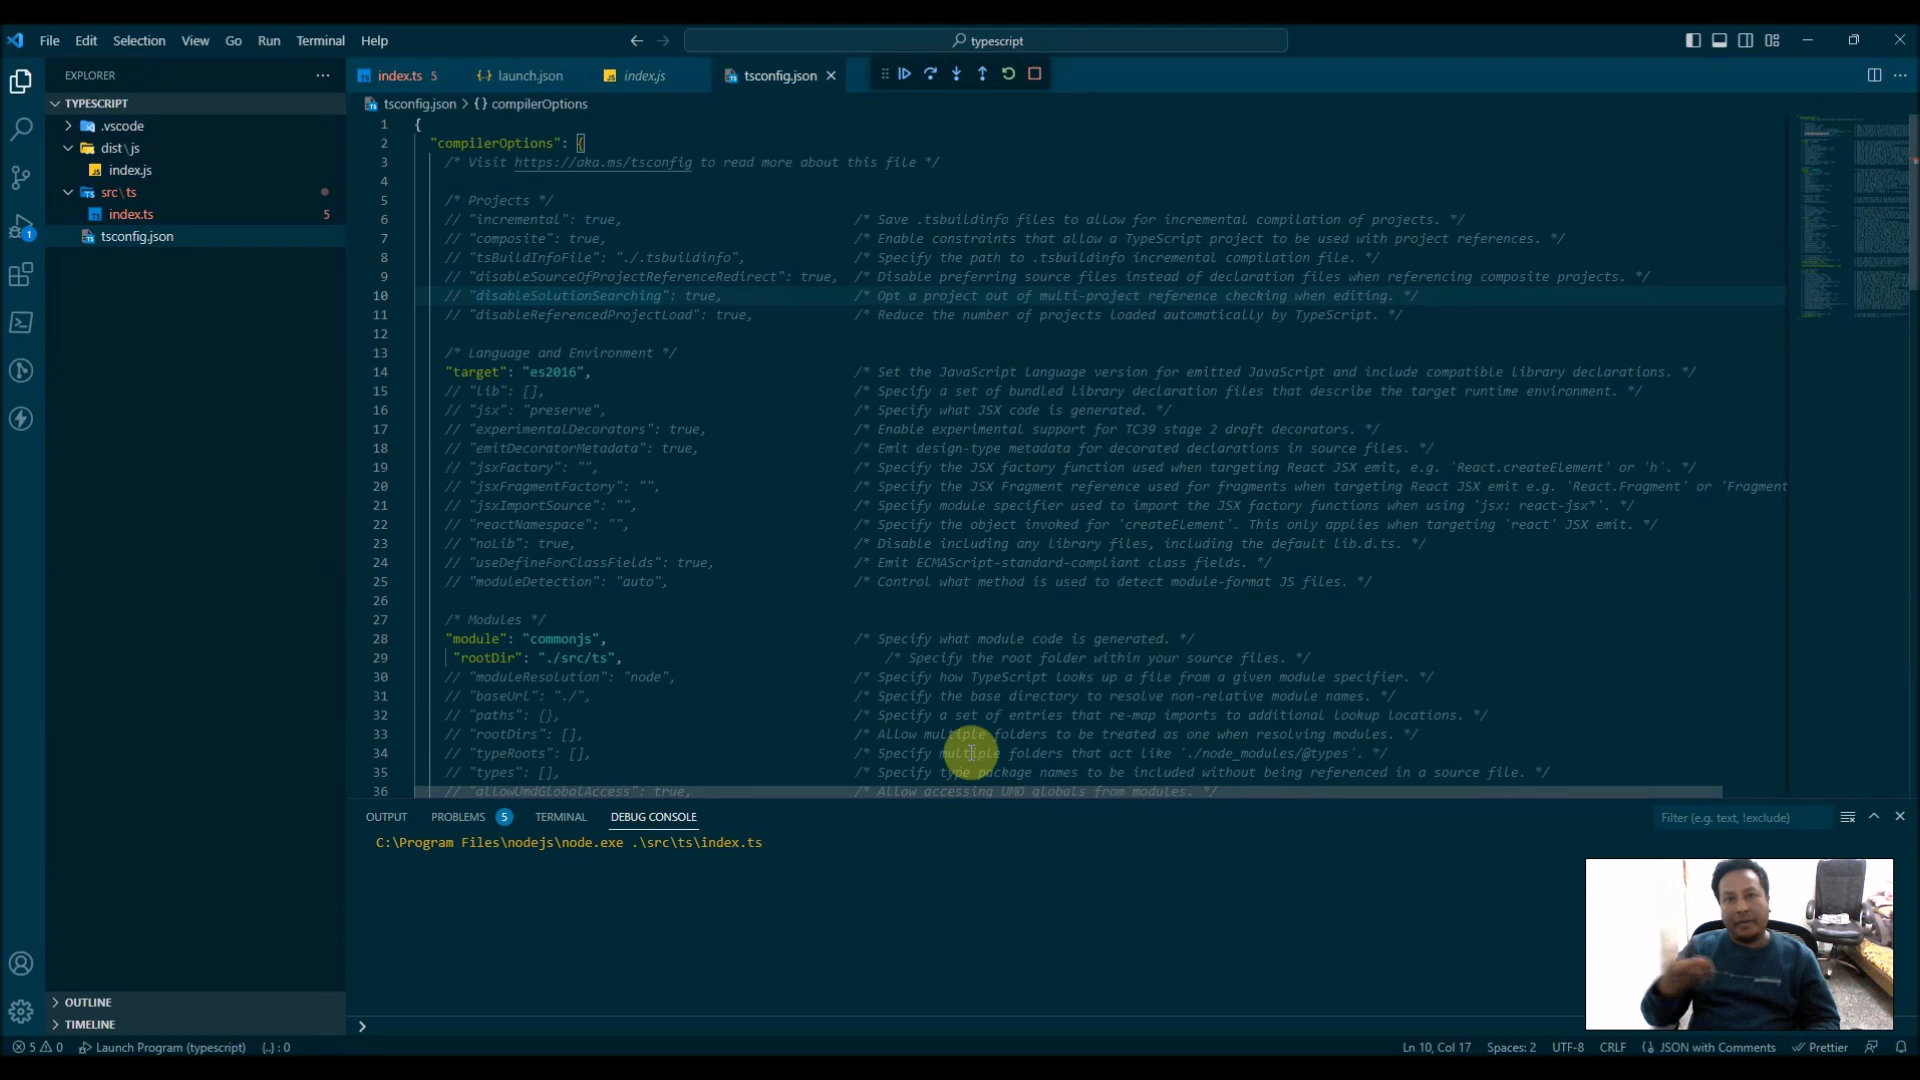 File Edit Selection View Go Run Terminal Help
typescript
EXPLORER
index.ts 5
launch.json
index.js
tsconfig.json
TYPESCRIPT
.vscode
dist\js
index.js
src\ts
index.ts 5
tsconfig.json
1
OUTLINE
TIMELINE
tsconfig.json > {} compilerOptions
1 {
2 "compilerOptions": {
3 /* Visit https://aka.ms/tsconfig to read more about this file */
4
5 /* Projects */
6 // "incremental": true, /* Save .tsbuildinfo files to allow for incremental compilation of projects. */
7 // "composite": true, /* Enable constraints that allow a TypeScript project to be used with project references. */
8 // "tsBuildInfoFile": "./.tsbuildinfo", /* Specify the path to .tsbuildinfo incremental compilation file. */
9 // "disableSourceOfProjectReferenceRedirect": true, /* Disable preferring source files instead of declaration files when referencing composite projects. */
10 // "disableSolutionSearching": true, /* Opt a project out of multi-project reference checking when editing. */
11 // "disableReferencedProjectLoad": true, /* Reduce the number of projects loaded automatically by TypeScript. */
12
13 /* Language and Environment */
14 "target": "es2016", /* Set the JavaScript language version for emitted JavaScript and include compatible library declarations. */
15 // "lib": [], /* Specify a set of bundled library declaration files that describe the target runtime environment. */
16 // "jsx": "preserve", /* Specify what JSX code is generated. */
17 // "experimentalDecorators": true, /* Enable experimental support for TC39 stage 2 draft decorators. */
18 // "emitDecoratorMetadata": true, /* Emit design-type metadata for decorated declarations in source files. */
19 // "jsxFactory": "", /* Specify the JSX factory function used when targeting React JSX emit, e.g. 'React.createElement' or 'h'. */
20 // "jsxFragmentFactory": "", /* Specify the JSX Fragment reference used for fragments when targeting React JSX emit e.g. 'React.Fragment' or 'Fragment
21 // "jsxImportSource": "", /* Specify module specifier used to import the JSX factory functions when using 'jsx: react-jsx*'. */
22 // "reactNamespace": "", /* Specify the object invoked for 'createElement'. This only applies when targeting 'react' JSX emit. */
23 // "noLib": true, /* Disable including any library files, including the default lib.d.ts. */
24 // "useDefineForClassFields": true, /* Emit ECMAScript-standard-compliant class fields. */
25 // "moduleDetection": "auto", /* Control what method is used to detect module-format JS files. */
26
27 /* Modules */
28 "module": "commonjs", /* Specify what module code is generated. */
29 "rootDir": "./src/ts", /* Specify the root folder within your source files. */
30 // "moduleResolution": "node", /* Specify how TypeScript looks up a file from a given module specifier. */
31 // "baseUrl": "./", /* Specify the base directory to resolve non-relative module names. */
32 // "paths": {}, /* Specify a set of entries that re-map imports to additional lookup locations. */
33 // "rootDirs": [], /* Allow multiple folders to be treated as one when resolving modules. */
34 // "typeRoots": [], /* Specify multiple folders that act like './node_modules/@types'. */
35 // "types": [], /* Specify type package names to be included without being referenced in a source file. */
36 // "allowUmdGlobalAccess": true, /* Allow accessing UMD globals from modules. */
OUTPUT PROBLEMS 5 TERMINAL DEBUG CONSOLE
Filter (e.g. text, !exclude)
C:\Program Files\nodejs\node.exe .\src\ts\index.ts
5 0 Launch Program (typescript) {..} : 0
Ln 10, Col 17 Spaces: 2 UTF-8 CRLF JSON with Comments Prettier